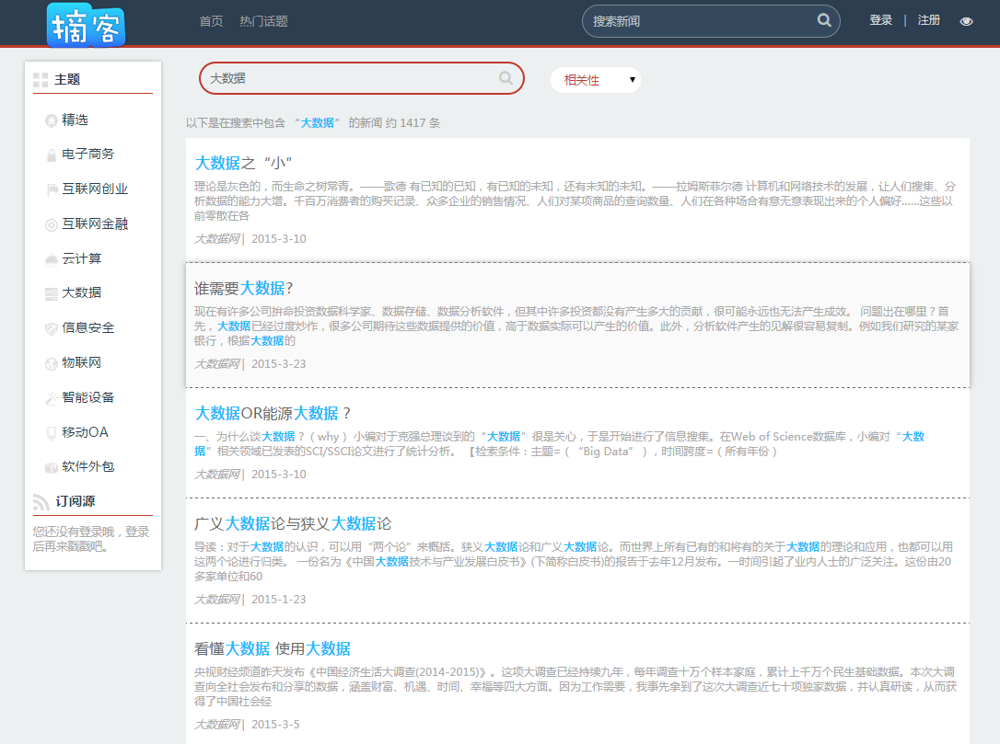 摘客
首页 热门话题
搜索新闻
登录 | 注册
主题
精选
电子商务
互联网创业
互联网金融
云计算
大数据
信息安全
物联网
智能设备
移动OA
软件外包
订阅源
您还没有登录哦，登录
后再来戳戳吧。
大数据
相关性
以下是在搜索中包含 “大数据” 的新闻 约 1417 条
大数据之“小”
理论是灰色的，而生命之树常青。——歌德 有已知的已知，有已知的未知，还有未知的未知。——拉姆斯菲尔德 计算机和网络技术的发展，让人们搜集、分
析数据的能力大增。千百万消费者的购买记录、众多企业的销售情况、人们对某项商品的查询数量、人们在各种场合有意无意表现出来的个人偏好……这些以
前零散在各
大数据网 | 2015-3-10
谁需要大数据?
现在有许多公司拚命投资数据科学家、数据存储、数据分析软件，但其中许多投资都没有产生多大的贡献，很可能永远也无法产生成效。 问题出在哪里？首
先，大数据已经过度炒作，很多公司期待这些数据提供的价值，高于数据实际可以产生的价值。此外，分析软件产生的见解很容易复制。例如我们研究的某家
银行，根据大数据的
大数据网 | 2015-3-23
大数据OR能源大数据？
一、为什么谈大数据？（why ）小编对于克强总理谈到的“大数据”很是关心，于是开始进行了信息搜集。在Web of Science数据库，小编对“大数
据”相关领域已发表的SCI/SSCI论文进行了统计分析。 【检索条件：主题=（ “Big Data” ），时间跨度=（所有年份）
大数据网 | 2015-3-10
广义大数据论与狭义大数据论
导读：对于大数据的认识，可以用“两个论”来概括。狭义大数据论和广义大数据论。而世界上所有已有的和将有的关于大数据的理论和应用，也都可以用
这两个论进行归类。 一份名为《中国大数据技术与产业发展白皮书》(下简称白皮书)的报告于去年12月发布。一时间引起了业内人士的广泛关注。这份由20
多家单位和60
大数据网 | 2015-1-23
看懂大数据 使用大数据
央视财经频道昨天发布《中国经济生活大调查(2014-2015)》。这项大调查已经持续九年，每年调查十万个样本家庭，累计上千万个民生基础数据。本次大调
查向全社会发布和分享的数据，涵盖财富、机遇、时间、幸福等四大方面。因为工作需要，我事先拿到了这次大调查近七十项独家数据，并认真研读，从而获
得了中国社会经
大数据网 | 2015-3-5